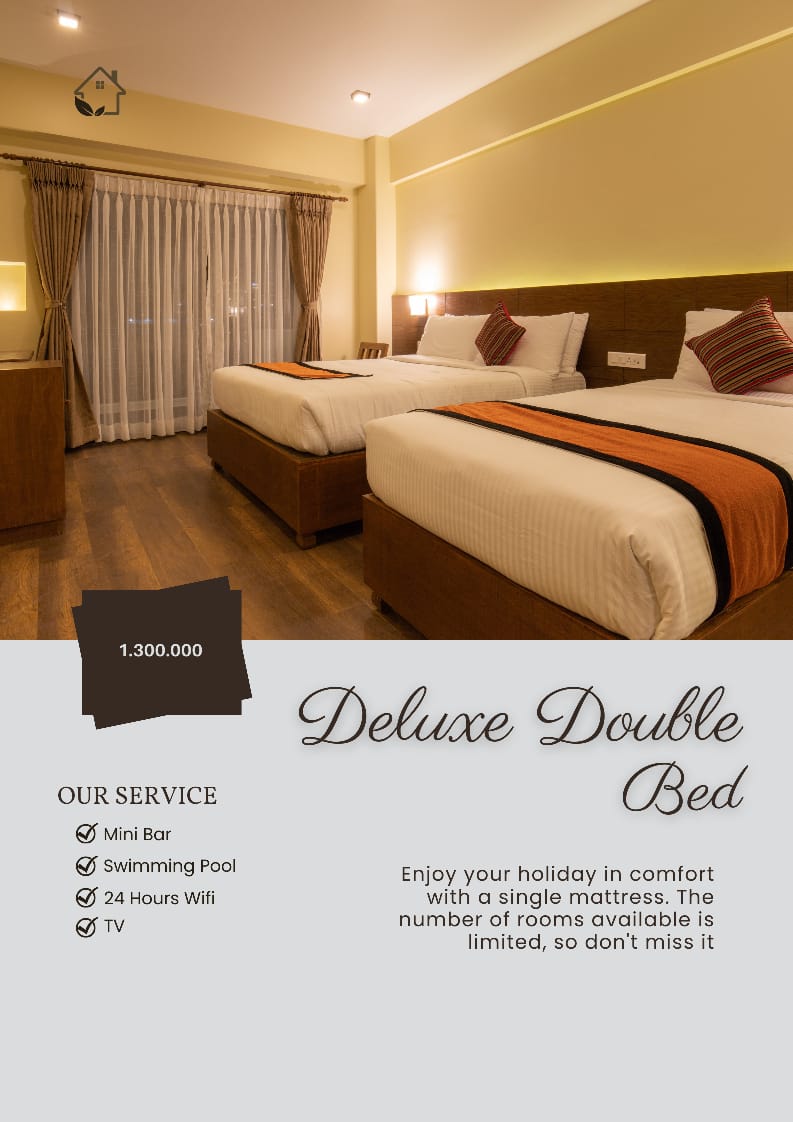 1.300.000
Deluxe Double
Bed
OUR SERVICE
Mini Bar
Swimming Pool
24 Hours Wifi
TV
Enjoy your holiday in comfort
with a single mattress. The
number of rooms available is
limited, so don't miss it